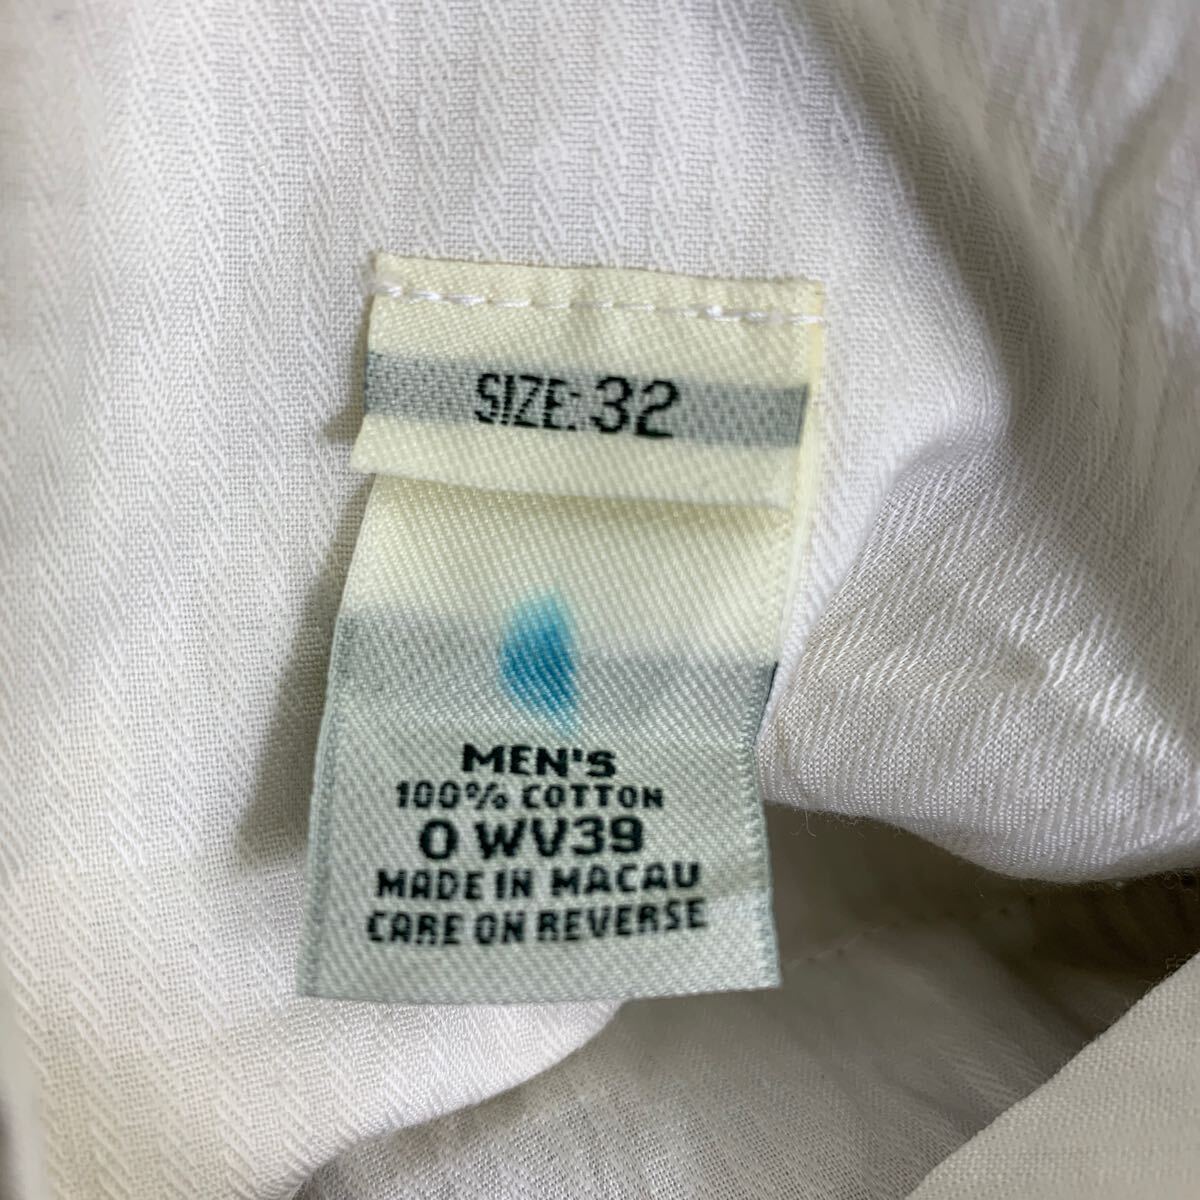 SIZE: 32
MEN'S
100% COTTON
0 WV39
MADE IN MACAU
CARE ON REVERSE